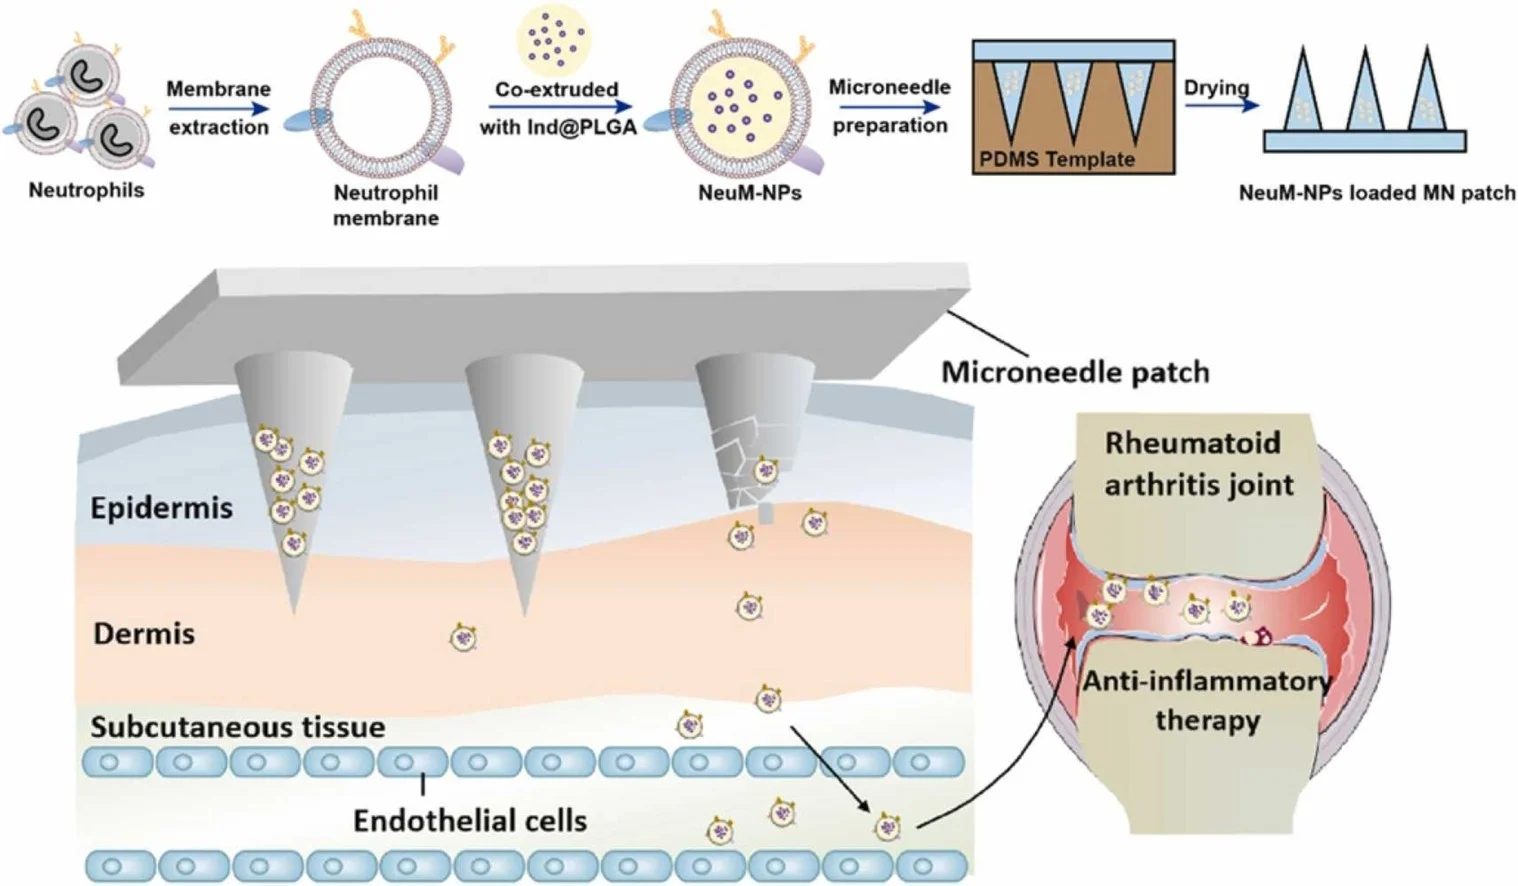 Membrane
extraction
Neutrophils
Neutrophil
membrane
Co-extruded
with Ind@PLGA
NeuM-NPs
Microneedle
preparation
PDMS Template
Drying
NeuM-NPs loaded MN patch
Microneedle patch
Epidermis
Dermis
Subcutaneous tissue
Endothelial cells
Rheumatoid
arthritis joint
Anti-inflammatory
therapy